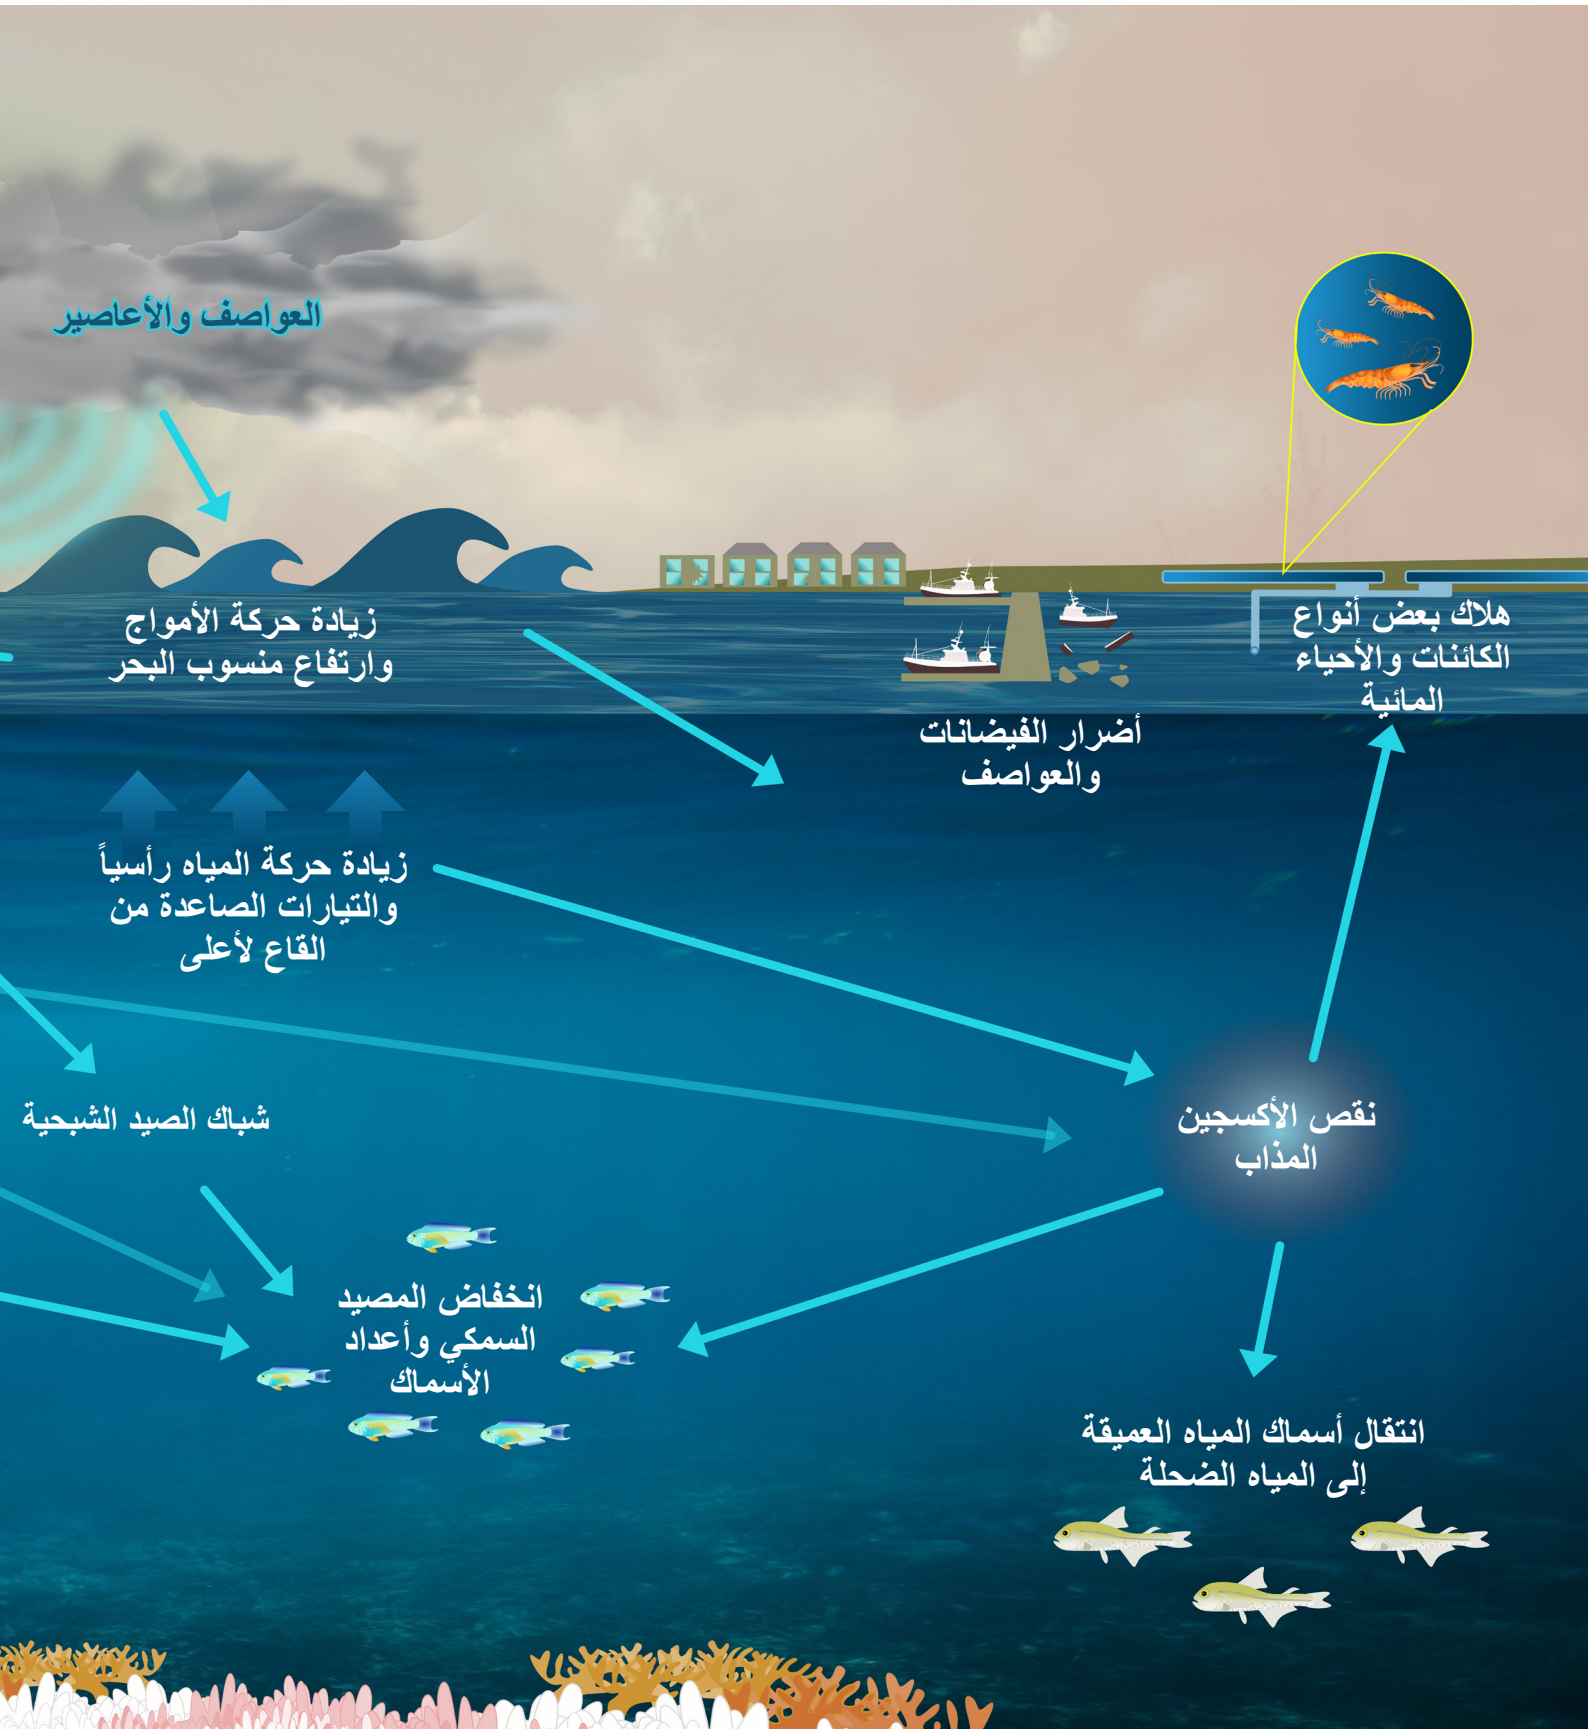 العواصف والأعاصير
زيادة حركة الأمواج
وارتفاع منسوب البحر
هلاك بعض أنواع
الكائنات والأحياء
المائية
أضرار الفيضانات
والعواصف
زيادة حركة المياه رأسياً
والتيارات الصاعدة من
القاع لأعلى
نقص الأكسجين
المذاب
شباك الصيد الشبحية
انخفاض المصيد
السمكي وأعداد
الأسماك
انتقال أسماك المياه العميقة
إلى المياه الضحلة